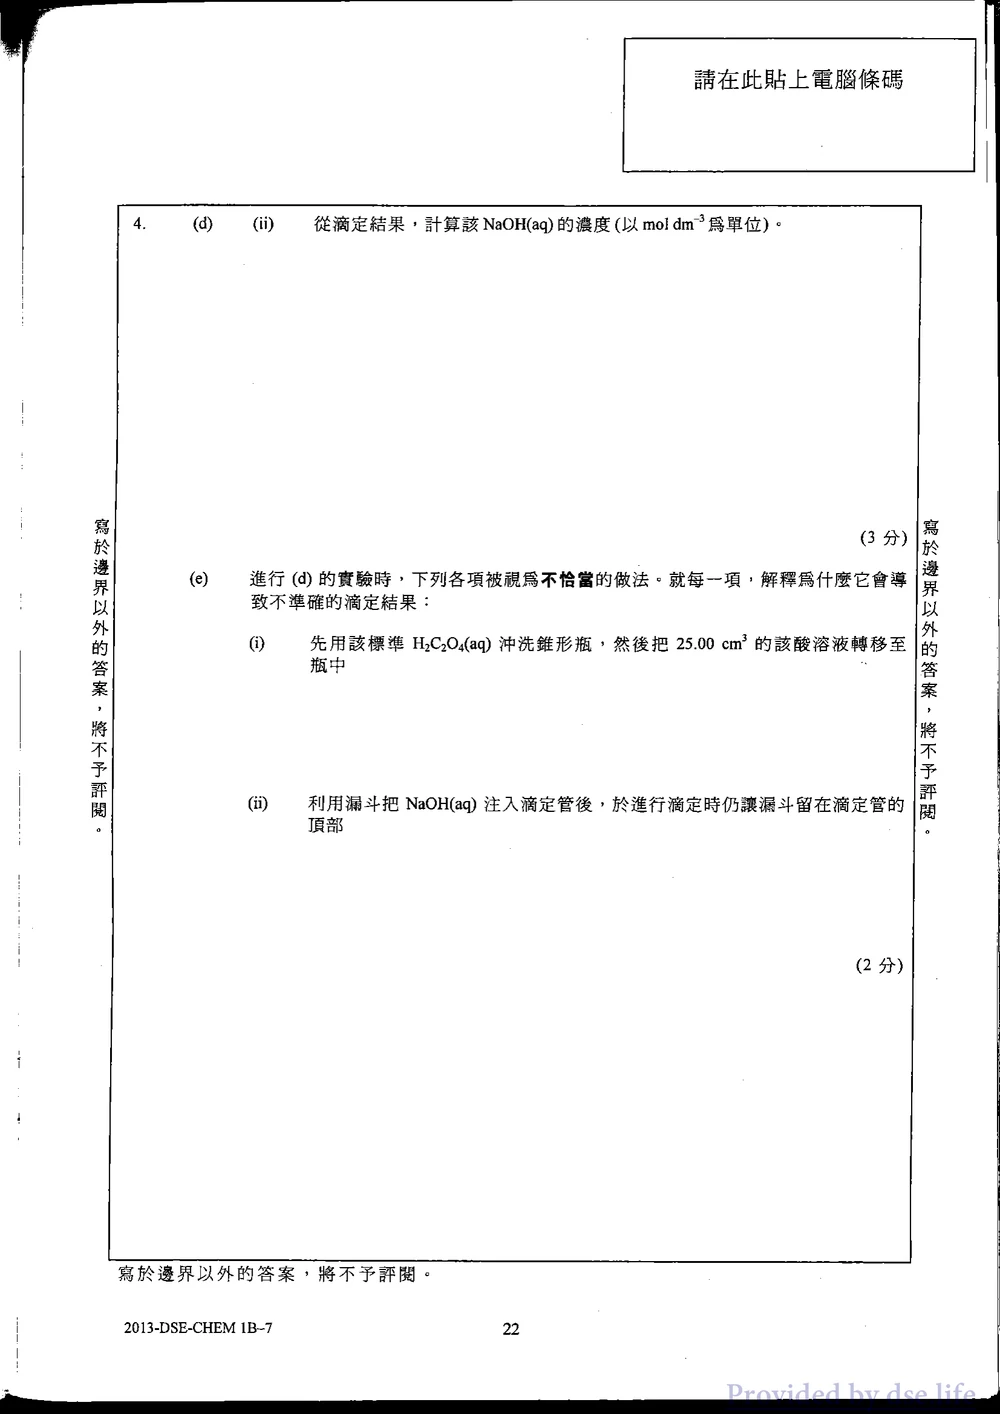 請在此貼上電腦條碼
4. (d) (ii) 從滴定結果，計算該 NaOH(aq) 的濃度 (以 mol dm⁻³ 爲單位)。
(3 分)
(e) 進行 (d) 的實驗時，下列各項被視爲不恰當的做法。就每一項，解釋爲什麼它會導
致不準確的滴定結果：
(i) 先用該標準 H₂C₂O₄(aq) 沖洗錐形瓶，然後把 25.00 cm³ 的該酸溶液轉移至
瓶中
(ii) 利用漏斗把 NaOH(aq) 注入滴定管後，於進行滴定時仍讓漏斗留在滴定管的
頂部
(2 分)
寫於邊界以外的答案，將不予評閱。
寫於邊界以外的答案，將不予評閱。
寫於邊界以外的答案，將不予評閱。
2013-DSE-CHEM 1B–7
22
Provided by dse.life